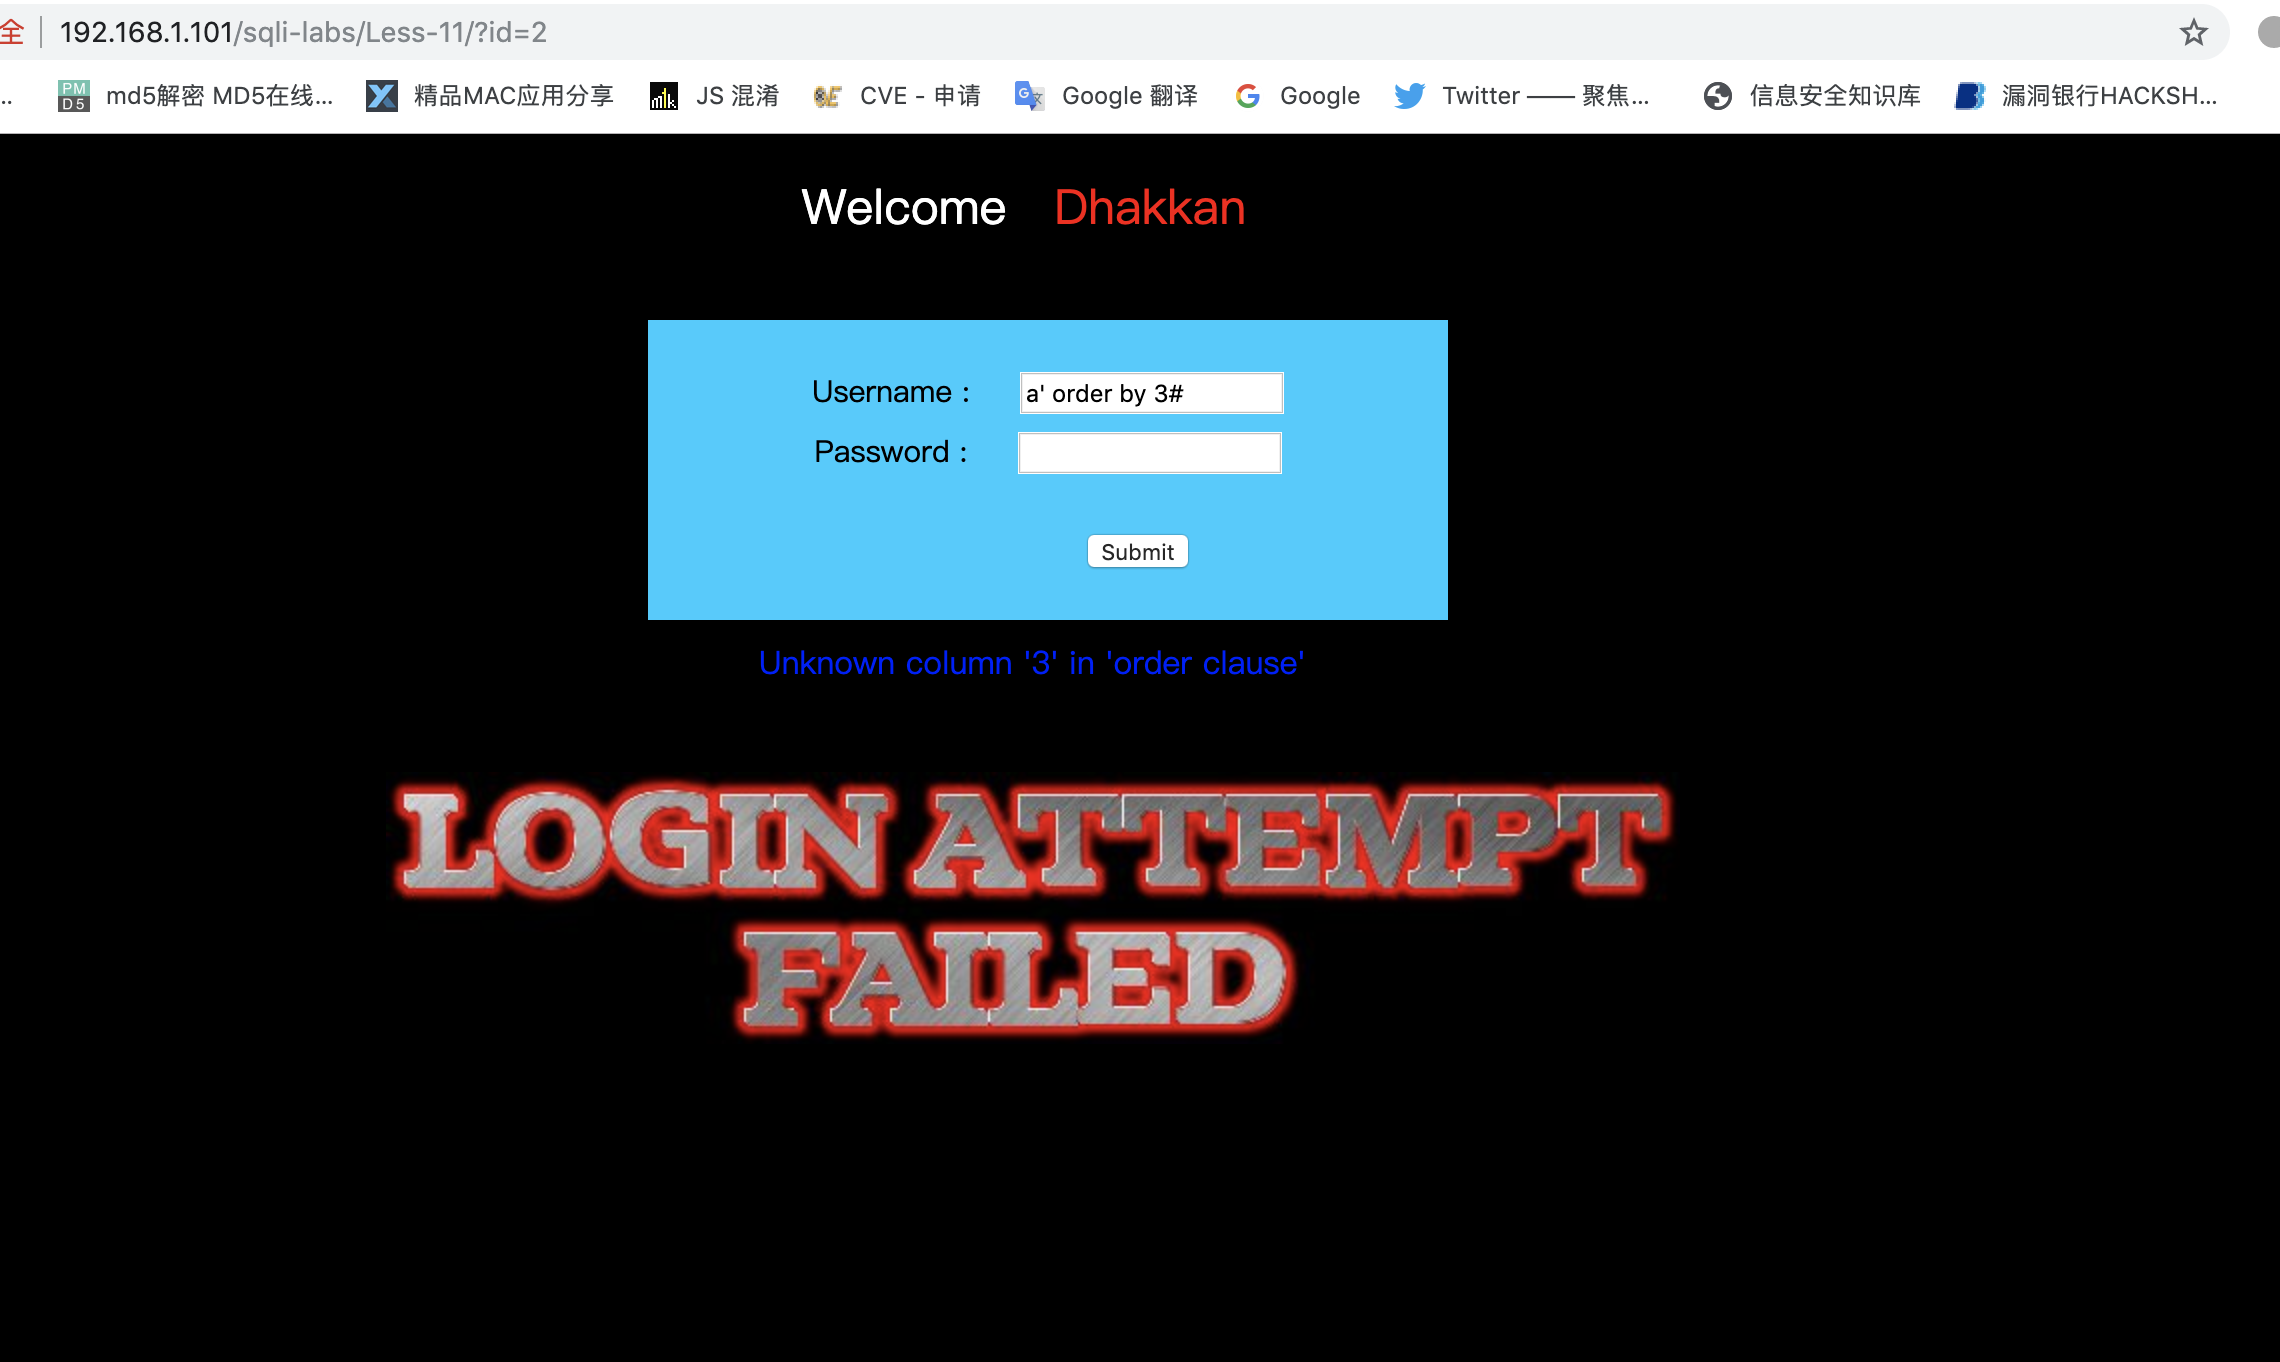 全 192.168.1.101/sqli-labs/Less-11/?id=2
.. PM D5 md5解密 MD5在线... 精品MAC应用分享 JS 混淆 CVE - 申请 Google 翻译 Google Twitter —— 聚焦... 信息安全知识库 漏洞银行HACKSH...
Welcome Dhakkan
Username : a' order by 3#
Password :
Submit
Unknown column '3' in 'order clause'
LOGIN ATTEMPT
FAILED